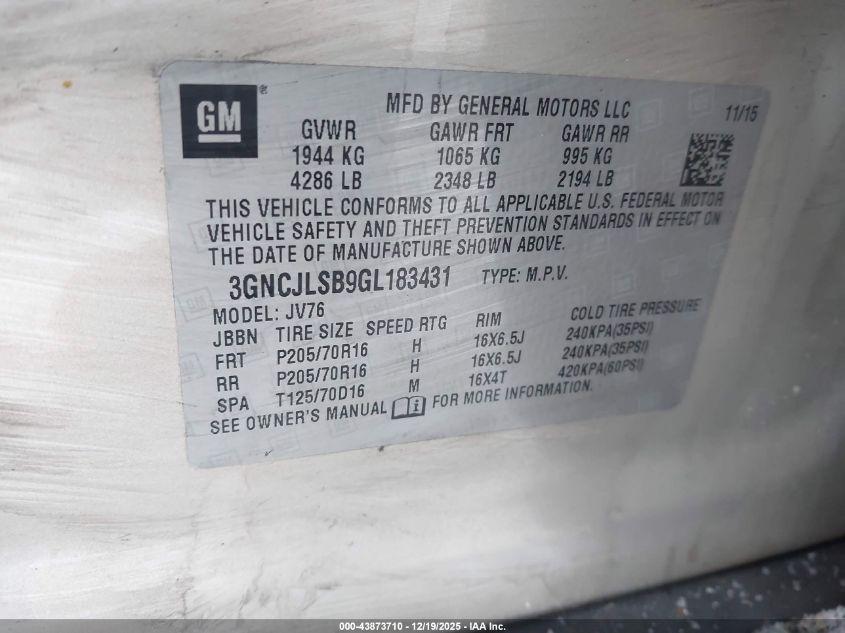 GM®
MFD BY GENERAL MOTORS LLC 11/15
GVWR GAWR FRT GAWR RR
1944 KG 1065 KG 995 KG
4286 LB 2348 LB 2194 LB
THIS VEHICLE CONFORMS TO ALL APPLICABLE U.S. FEDERAL MOTOR
VEHICLE SAFETY AND THEFT PREVENTION STANDARDS IN EFFECT ON
THE DATE OF MANUFACTURE SHOWN ABOVE.
3GNCJLSB9GL183431 TYPE: M.P.V.
MODEL: JV76
JBBN TIRE SIZE SPEED RTG RIM COLD TIRE PRESSURE
FRT P205/70R16 H 16X6.5J 240KPA(35PSI)
RR P205/70R16 H 16X6.5J 240KPA(35PSI)
SPA T125/70D16 M 16X4T 420KPA(60PSI)
SEE OWNER'S MANUAL FOR MORE INFORMATION.
000-43873710 - 12/19/2025 - IAA Inc.